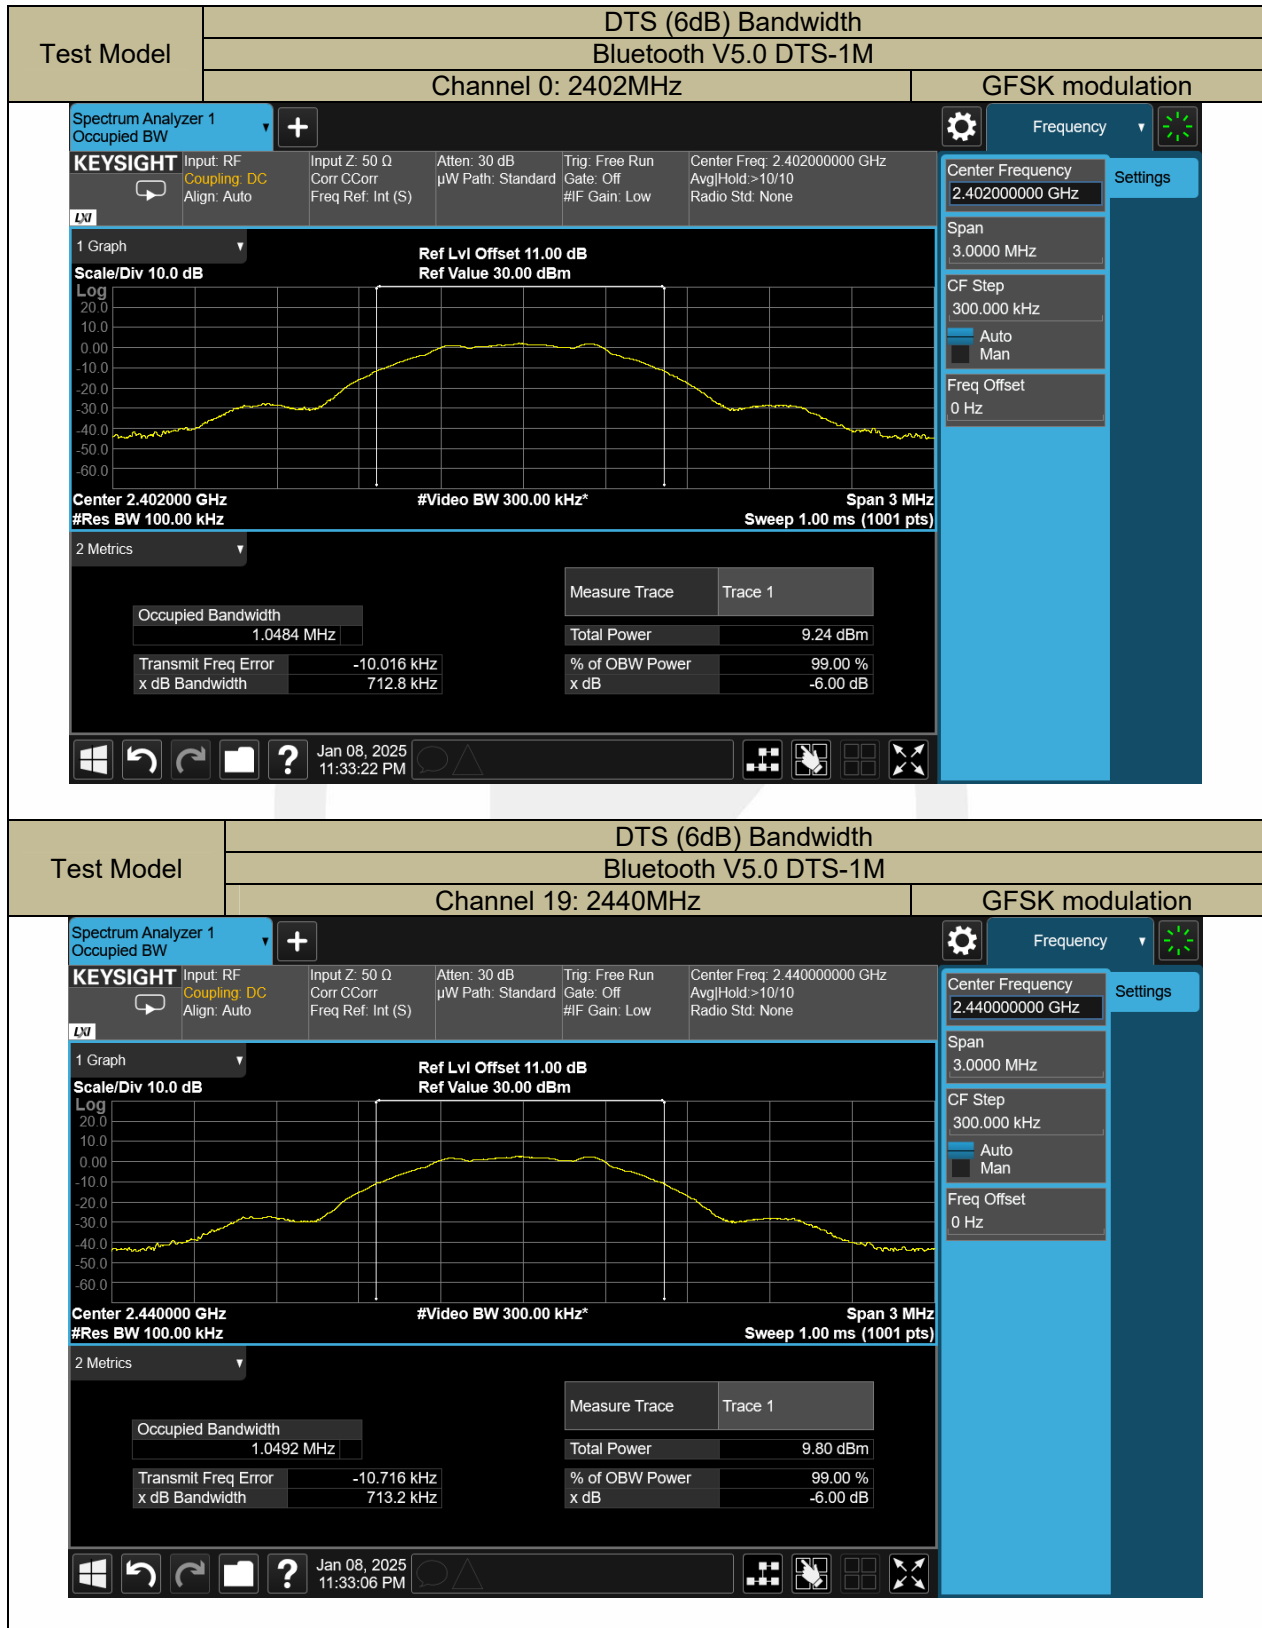 Test Model
DTS (6dB) Bandwidth
Bluetooth V5.0 DTS-1M
Channel 0: 2402MHz
GFSK modulation
Spectrum Analyzer 1
Occupied BW
Frequency
KEYSIGHT
LXI
Input: RF
Coupling: DC
Align: Auto
Input Z: 50 Ω
Corr CCorr
Freq Ref: Int (S)
Atten: 30 dB
µW Path: Standard
Trig: Free Run
Gate: Off
#IF Gain: Low
Center Freq: 2.402000000 GHz
Avg|Hold:>10/10
Radio Std: None
Center Frequency
2.402000000 GHz
Settings
Span
3.0000 MHz
CF Step
300.000 kHz
Auto
Man
Freq Offset
0 Hz
1 Graph
Scale/Div 10.0 dB
Ref Lvl Offset 11.00 dB
Ref Value 30.00 dBm
Log
20.0
10.0
0.00
-10.0
-20.0
-30.0
-40.0
-50.0
-60.0
Center 2.402000 GHz
#Video BW 300.00 kHz*
Span 3 MHz
#Res BW 100.00 kHz
Sweep 1.00 ms (1001 pts)
2 Metrics
Measure Trace
Trace 1
Occupied Bandwidth
1.0484 MHz
Total Power
9.24 dBm
Transmit Freq Error
-10.016 kHz
% of OBW Power
99.00 %
x dB Bandwidth
712.8 kHz
x dB
-6.00 dB
?
Jan 08, 2025
11:33:22 PM
Test Model
DTS (6dB) Bandwidth
Bluetooth V5.0 DTS-1M
Channel 19: 2440MHz
GFSK modulation
Spectrum Analyzer 1
Occupied BW
Frequency
KEYSIGHT
LXI
Input: RF
Coupling: DC
Align: Auto
Input Z: 50 Ω
Corr CCorr
Freq Ref: Int (S)
Atten: 30 dB
µW Path: Standard
Trig: Free Run
Gate: Off
#IF Gain: Low
Center Freq: 2.440000000 GHz
Avg|Hold:>10/10
Radio Std: None
Center Frequency
2.440000000 GHz
Settings
Span
3.0000 MHz
CF Step
300.000 kHz
Auto
Man
Freq Offset
0 Hz
1 Graph
Scale/Div 10.0 dB
Ref Lvl Offset 11.00 dB
Ref Value 30.00 dBm
Log
20.0
10.0
0.00
-10.0
-20.0
-30.0
-40.0
-50.0
-60.0
Center 2.440000 GHz
#Video BW 300.00 kHz*
Span 3 MHz
#Res BW 100.00 kHz
Sweep 1.00 ms (1001 pts)
2 Metrics
Measure Trace
Trace 1
Occupied Bandwidth
1.0492 MHz
Total Power
9.80 dBm
Transmit Freq Error
-10.716 kHz
% of OBW Power
99.00 %
x dB Bandwidth
713.2 kHz
x dB
-6.00 dB
?
Jan 08, 2025
11:33:06 PM